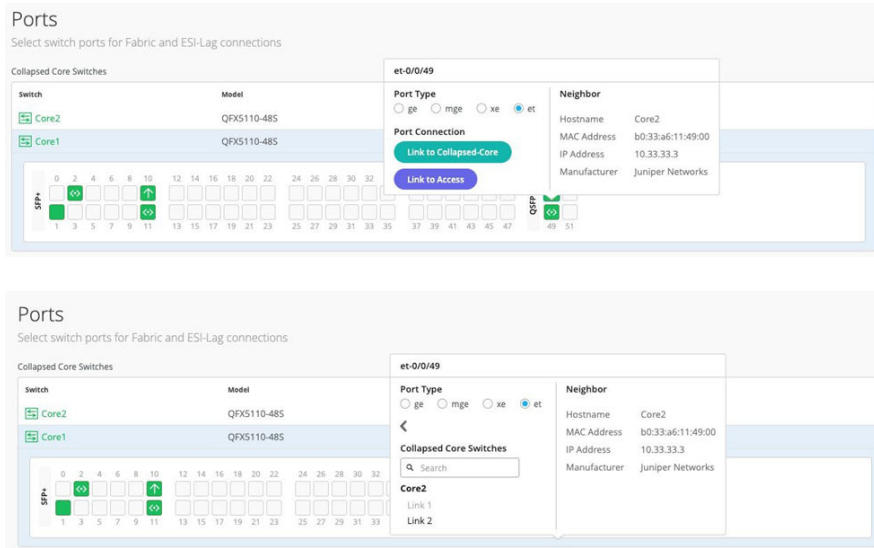 Ports
Select switch ports for Fabric and ESI-Lag connections
Collapsed Core Switches
Switch Model
Core2 QFX5110-48S
Core1 QFX5110-48S
et-0/0/49
Port Type
ge mge xe et
Port Connection
Link to Collapsed-Core
Link to Access
Neighbor
Hostname Core2
MAC Address b0:33:a6:11:49:00
IP Address 10.33.33.3
Manufacturer Juniper Networks
0 2 4 6 8 10 12 14 16 18 20 22 24 26 28 30 32
SFP+ QSFP
1 3 5 7 9 11 13 15 17 19 21 23 25 27 29 31 33 35 37 39 41 43 45 47 49 51
Ports
Select switch ports for Fabric and ESI-Lag connections
Collapsed Core Switches
Switch Model
Core2 QFX5110-48S
Core1 QFX5110-48S
et-0/0/49
Port Type
ge mge xe et
Collapsed Core Switches
Search
Core2
Link 1
Link 2
Neighbor
Hostname Core2
MAC Address b0:33:a6:11:49:00
IP Address 10.33.33.3
Manufacturer Juniper Networks
0 2 4 6 8 10 12 14 16 18 20 22 24 26 28 30 32
SFP+
1 3 5 7 9 11 13 15 17 19 21 23 25 27 29 31 33